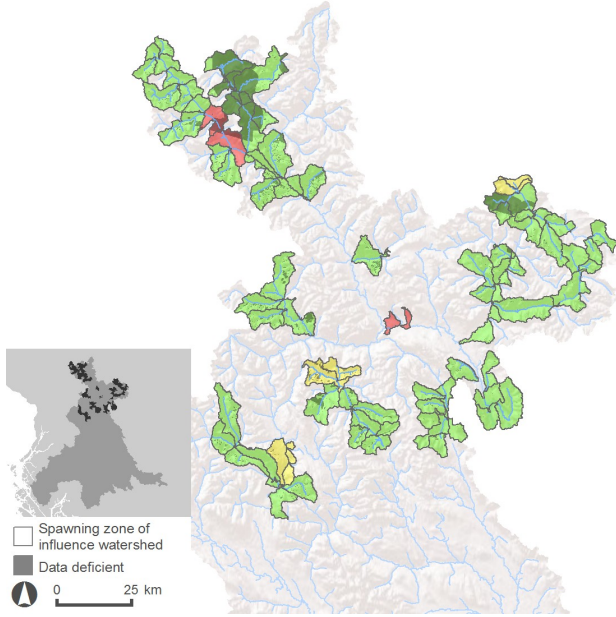 Spawning zone of
influence watershed
Data deficient
0 25 km